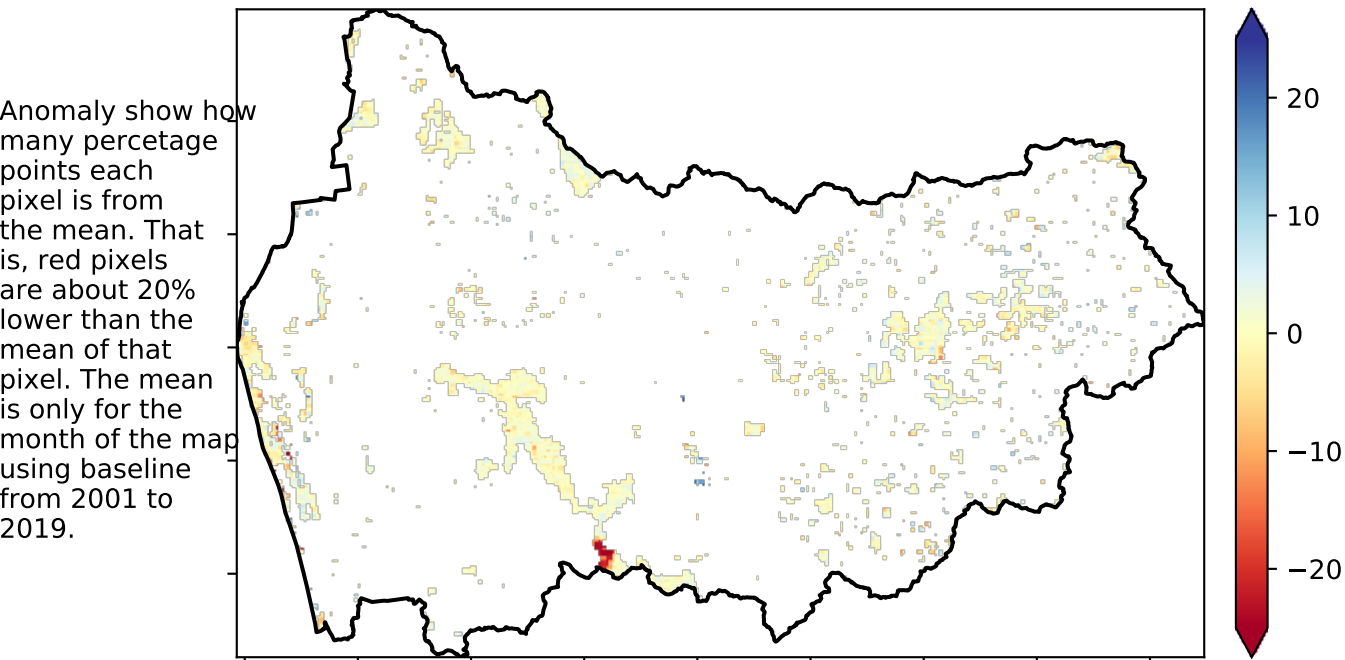 Anomaly show how
many percetage
points each
pixel is from
the mean. That
is, red pixels
are about 20%
lower than the
mean of that
pixel. The mean
is only for the
month of the map
using baseline
from 2001 to
2019.
20
10
0
−10
−20